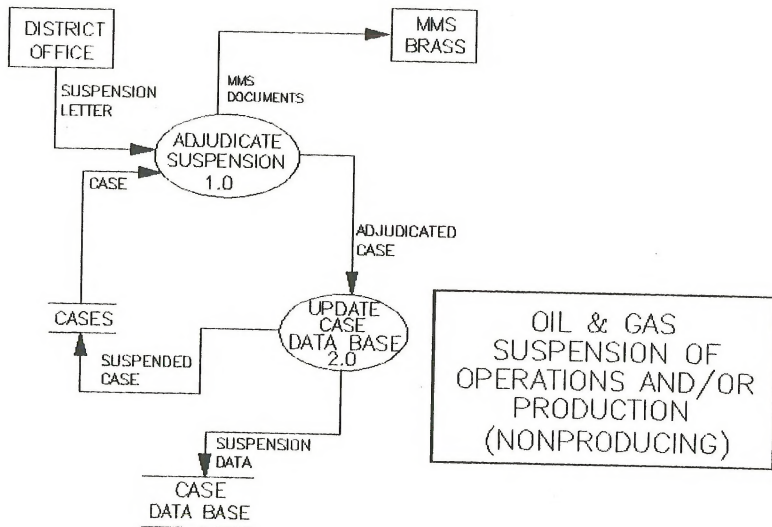 DISTRICT
OFFICE
MMS
BRASS
SUSPENSION
LETTER
MMS
DOCUMENTS
ADJUDICATE
SUSPENSION
1.0
CASE
ADJUDICATED
CASE
CASES
UPDATE
CASE
DATA BASE
2.0
SUSPENDED
CASE
SUSPENSION
DATA
CASE
DATA BASE
OIL & GAS
SUSPENSION OF
OPERATIONS AND/OR
PRODUCTION
(NONPRODUCING)